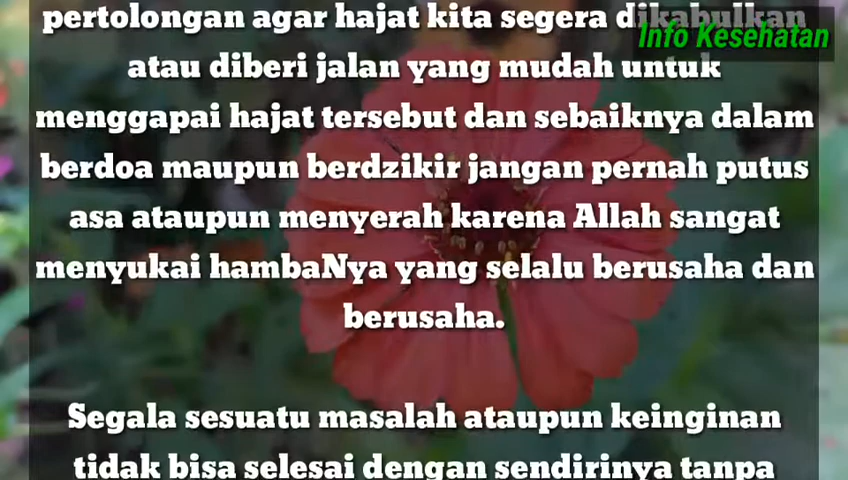 pertolongan agar hajat kita segera dikabulkan
Info Kesehatan
atau diberi jalan yang mudah untuk
menggapai hajat tersebut dan sebaiknya dalam
berdoa maupun berdzikir jangan pernah putus
asa ataupun menyerah karena Allah sangat
menyukai hambaNya yang selalu berusaha dan
berusaha.
Segala sesuatu masalah ataupun keinginan
tidak bisa selesai dengan sendirinya tanpa